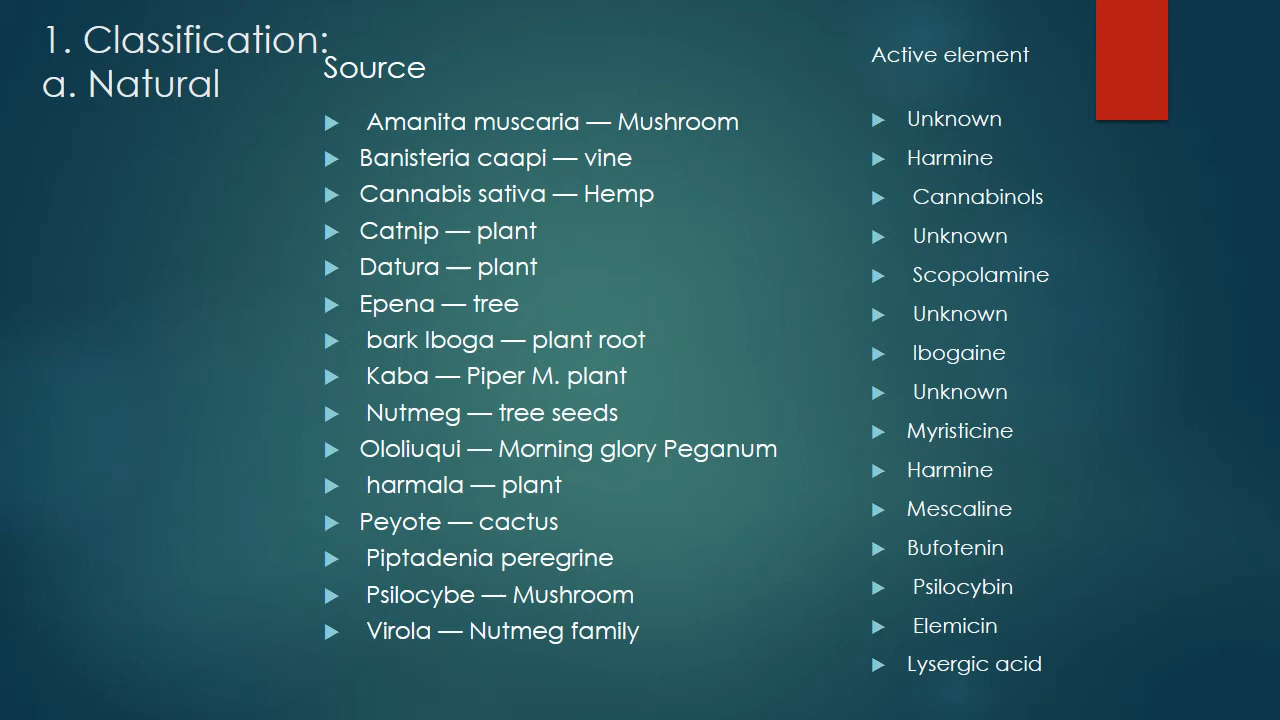 1. Classification:
a. Natural
Source
Amanita muscaria — Mushroom
Banisteria caapi — vine
Cannabis sativa — Hemp
Catnip — plant
Datura — plant
Epena — tree
bark Iboga — plant root
Kaba — Piper M. plant
Nutmeg — tree seeds
Ololiuqui — Morning glory Peganum
harmala — plant
Peyote — cactus
Piptadenia peregrine
Psilocybe — Mushroom
Virola — Nutmeg family
Active element
Unknown
Harmine
Cannabinols
Unknown
Scopolamine
Unknown
Ibogaine
Unknown
Myristicine
Harmine
Mescaline
Bufotenin
Psilocybin
Elemicin
Lysergic acid